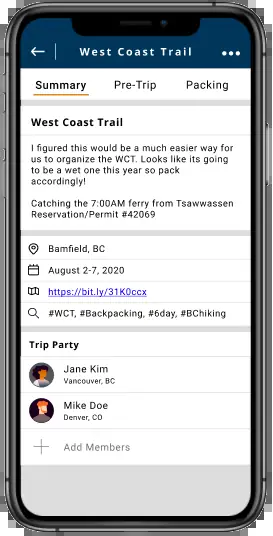 West Coast Trail
Summary Pre-Trip Packing
West Coast Trail
I figured this would be a much easier way for
us to organize the WCT. Looks like its going
to be a wet one this year so pack
accordingly!
Catching the 7:00AM ferry from Tsawwassen
Reservation/Permit #42069
Bamfield, BC
August 2-7, 2020
https://bit.ly/31K0ccx
#WCT, #Backpacking, #6day, #BChiking
Trip Party
Jane Kim
Vancouver, BC
Mike Doe
Denver, CO
Add Members